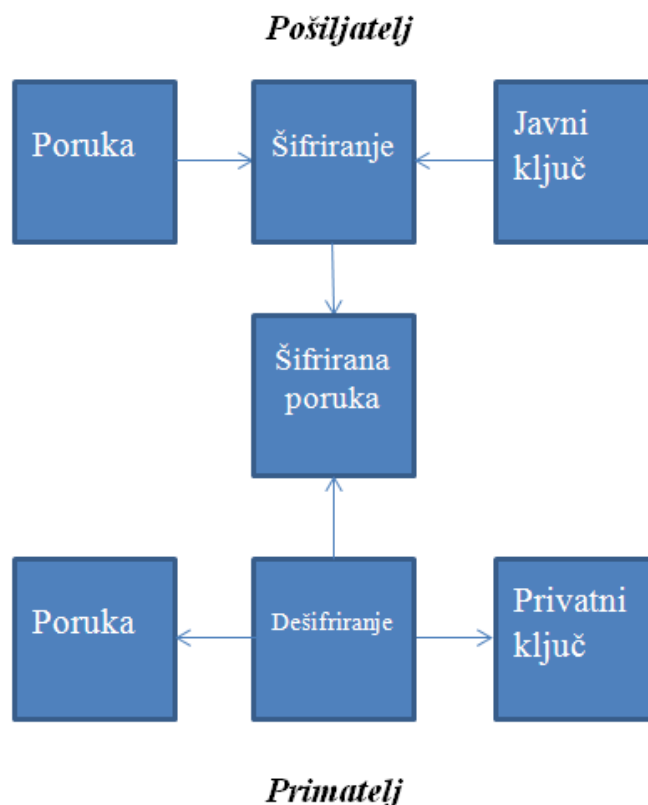 Pošiljatelj
Poruka
Šifriranje
Javni
ključ
Šifrirana
poruka
Poruka
Dešifriranje
Privatni
ključ
Primatelj